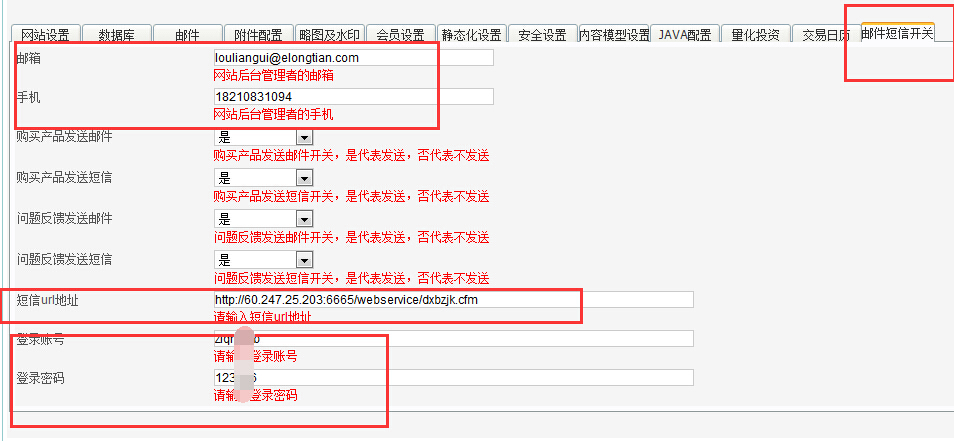 网站设置 数据库 邮件 附件配置 略图及水印 会员设置 静态化设置 安全设置 内容模型设置 JAVA配置 量化投资 交易日历 邮件短信开关
邮箱 louliangui@elongtian.com
网站后台管理者的邮箱
手机 18210831094
网站后台管理者的手机
购买产品发送邮件 是
购买产品发送邮件开关，是代表发送，否代表不发送
购买产品发送短信 是
购买产品发送短信开关，是代表发送，否代表不发送
问题反馈发送邮件 是
问题反馈发送邮件开关，是代表发送，否代表不发送
问题反馈发送短信 是
问题反馈发送短信开关，是代表发送，否代表不发送
短信url地址 http://60.247.25.203:6665/webservice/dxbzjk.cfm
请输入短信url地址
登录账号
请输 登录账号
登录密码
请输 登录密码